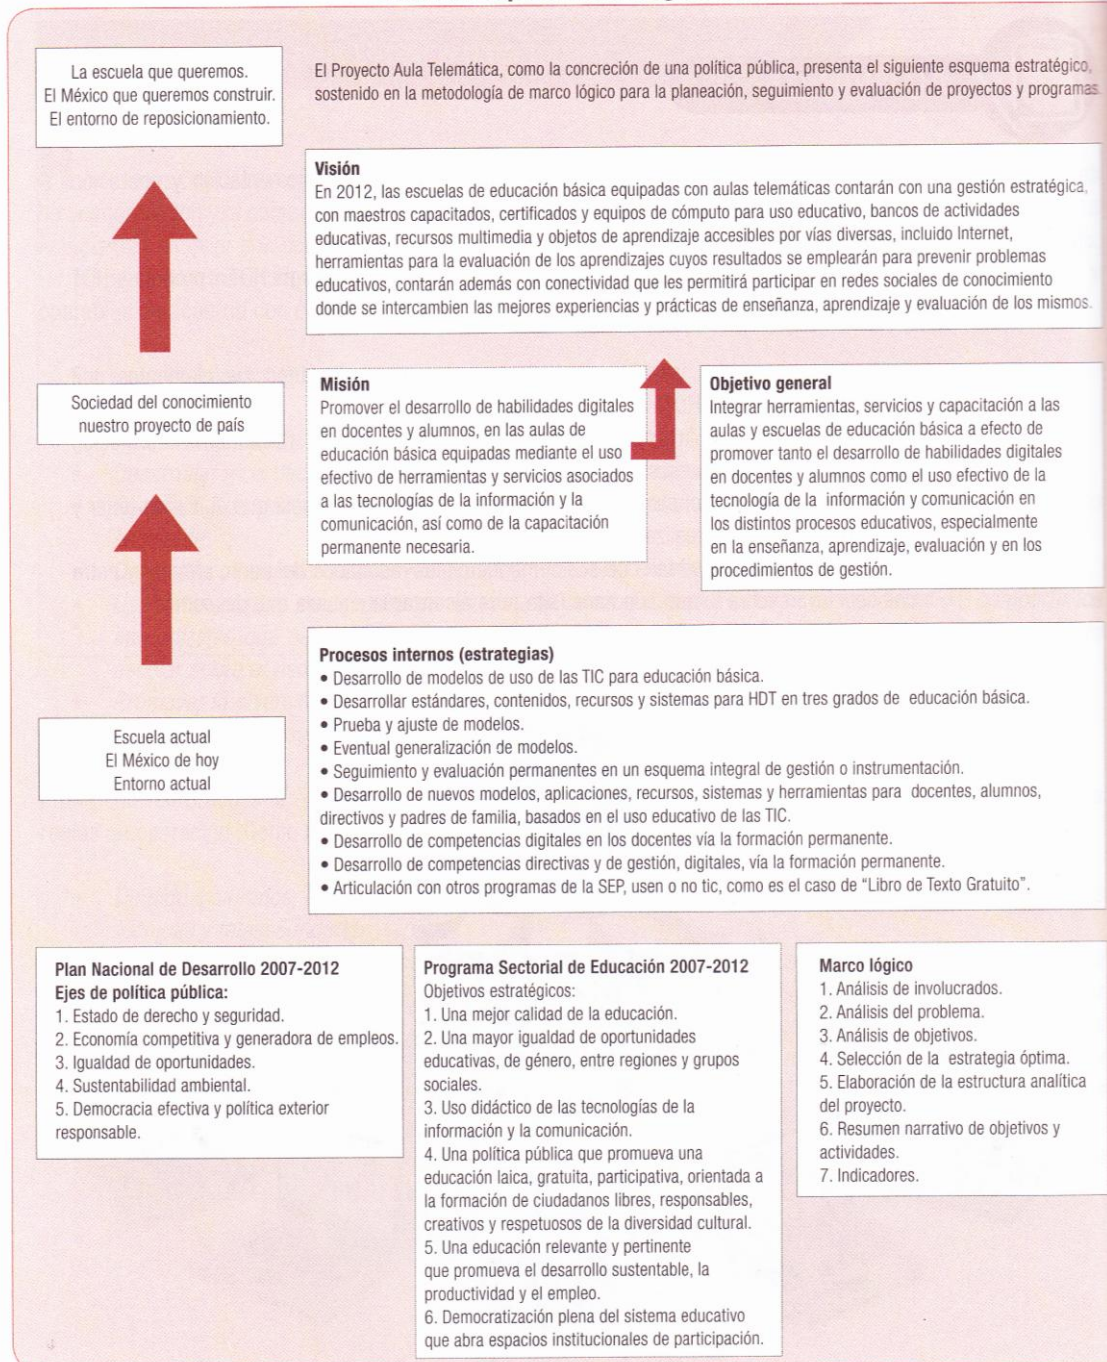 La escuela que queremos.
El México que queremos construir.
El entorno de reposicionamiento.
El Proyecto Aula Telemática, como la concreción de una política pública, presenta el siguiente esquema estratégico,
sostenido en la metodología de marco lógico para la planeación, seguimiento y evaluación de proyectos y programas.
Visión
En 2012, las escuelas de educación básica equipadas con aulas telemáticas contarán con una gestión estratégica,
con maestros capacitados, certificados y equipos de cómputo para uso educativo, bancos de actividades
educativas, recursos multimedia y objetos de aprendizaje accesibles por vías diversas, incluido Internet,
herramientas para la evaluación de los aprendizajes cuyos resultados se emplearán para prevenir problemas
educativos, contarán además con conectividad que les permitirá participar en redes sociales de conocimiento
donde se intercambien las mejores experiencias y prácticas de enseñanza, aprendizaje y evaluación de los mismos.
Sociedad del conocimiento
nuestro proyecto de país
Misión
Promover el desarrollo de habilidades digitales
en docentes y alumnos, en las aulas de
educación básica equipadas mediante el uso
efectivo de herramientas y servicios asociados
a las tecnologías de la información y la
comunicación, así como de la capacitación
permanente necesaria.
Objetivo general
Integrar herramientas, servicios y capacitación a las
aulas y escuelas de educación básica a efecto de
promover tanto el desarrollo de habilidades digitales
en docentes y alumnos como el uso efectivo de la
tecnología de la información y comunicación en
los distintos procesos educativos, especialmente
en la enseñanza, aprendizaje, evaluación y en los
procedimientos de gestión.
Escuela actual
El México de hoy
Entorno actual
Procesos internos (estrategias)
• Desarrollo de modelos de uso de las TIC para educación básica.
• Desarrollar estándares, contenidos, recursos y sistemas para HDT en tres grados de educación básica.
• Prueba y ajuste de modelos.
• Eventual generalización de modelos.
• Seguimiento y evaluación permanentes en un esquema integral de gestión o instrumentación.
• Desarrollo de nuevos modelos, aplicaciones, recursos, sistemas y herramientas para docentes, alumnos,
directivos y padres de familia, basados en el uso educativo de las TIC.
• Desarrollo de competencias digitales en los docentes vía la formación permanente.
• Desarrollo de competencias directivas y de gestión, digitales, vía la formación permanente.
• Articulación con otros programas de la SEP, usen o no tic, como es el caso de “Libro de Texto Gratuito”.
Plan Nacional de Desarrollo 2007-2012
Ejes de política pública:
1. Estado de derecho y seguridad.
2. Economía competitiva y generadora de empleos.
3. Igualdad de oportunidades.
4. Sustentabilidad ambiental.
5. Democracia efectiva y política exterior
responsable.
Programa Sectorial de Educación 2007-2012
Objetivos estratégicos:
1. Una mejor calidad de la educación.
2. Una mayor igualdad de oportunidades
educativas, de género, entre regiones y grupos
sociales.
3. Uso didáctico de las tecnologías de la
información y la comunicación.
4. Una política pública que promueva una
educación laica, gratuita, participativa, orientada a
la formación de ciudadanos libres, responsables,
creativos y respetuosos de la diversidad cultural.
5. Una educación relevante y pertinente
que promueva el desarrollo sustentable, la
productividad y el empleo.
6. Democratización plena del sistema educativo
que abra espacios institucionales de participación.
Marco lógico
1. Análisis de involucrados.
2. Análisis del problema.
3. Análisis de objetivos.
4. Selección de la estrategia óptima.
5. Elaboración de la estructura analítica
del proyecto.
6. Resumen narrativo de objetivos y
actividades.
7. Indicadores.